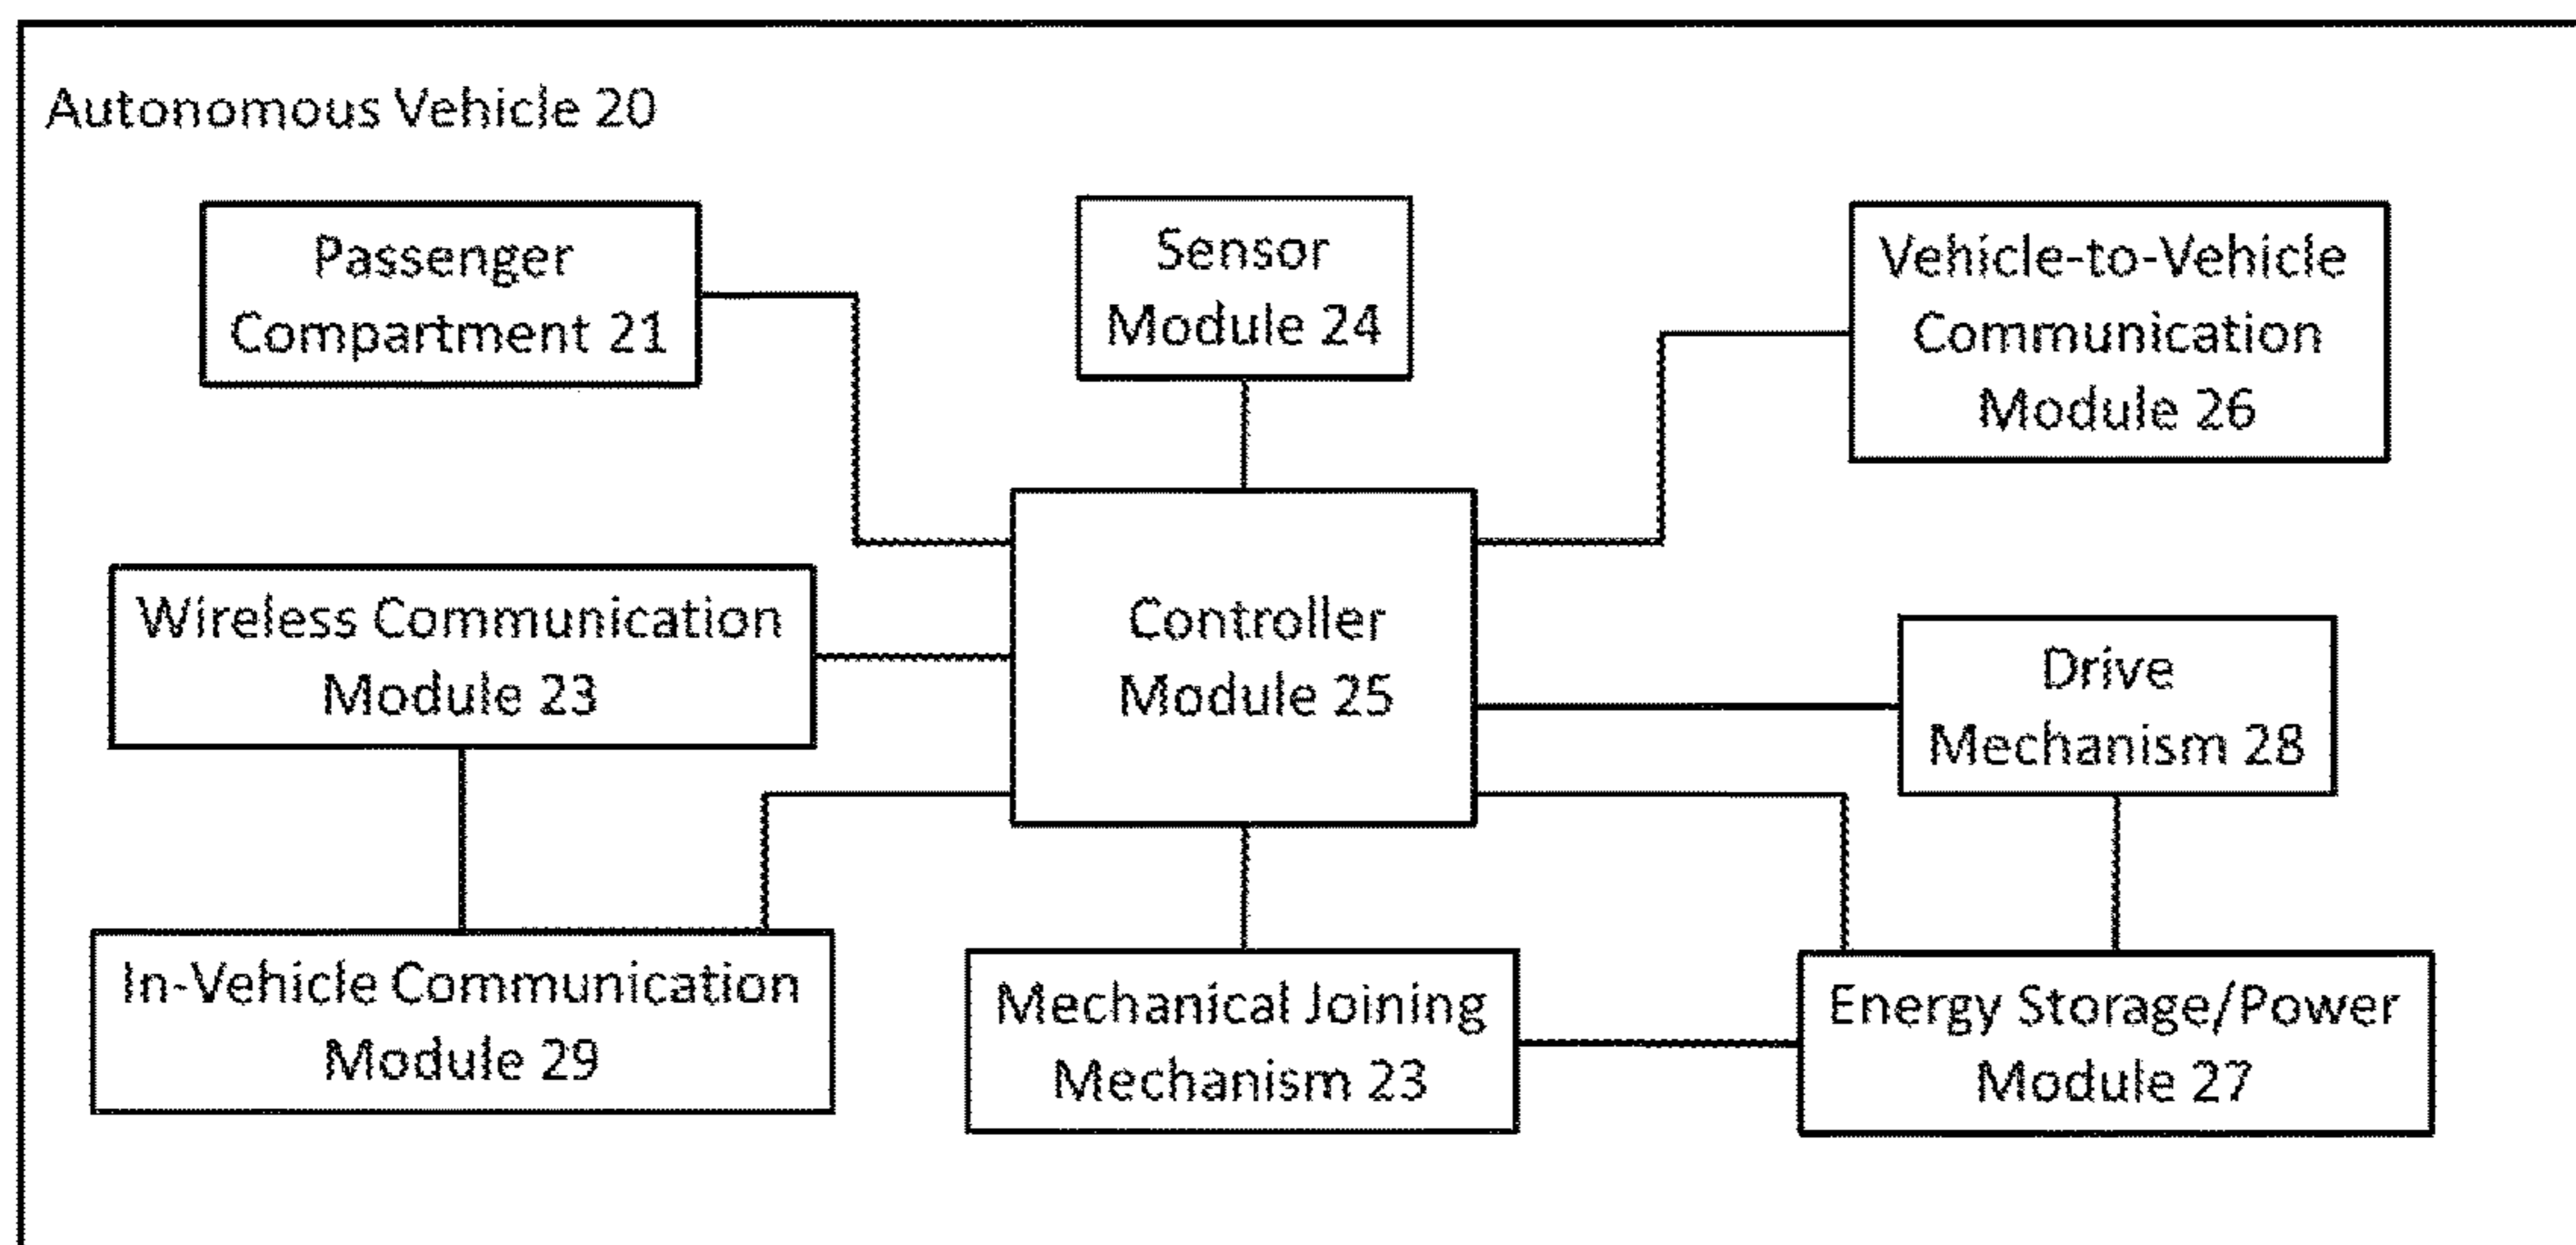 Autonomous Vehicle 20
Passenger
Compartment 21
Sensor
Module 24
Vehicle-to-Vehicle
Communication
Module 26
Wireless Communication
Module 23
Controller
Module 25
Drive
Mechanism 28
In-Vehicle Communication
Module 29
Mechanical Joining
Mechanism 23
Energy Storage/Power
Module 27